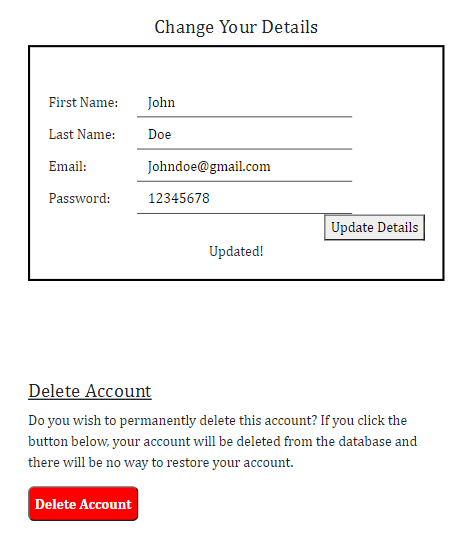 Change Your Details
First Name: John
Last Name: Doe
Email: Johndoe@gmail.com
Password: 12345678
Update Details
Updated!
Delete Account
Do you wish to permanently delete this account? If you click the
button below, your account will be deleted from the database and
there will be no way to restore your account.
Delete Account